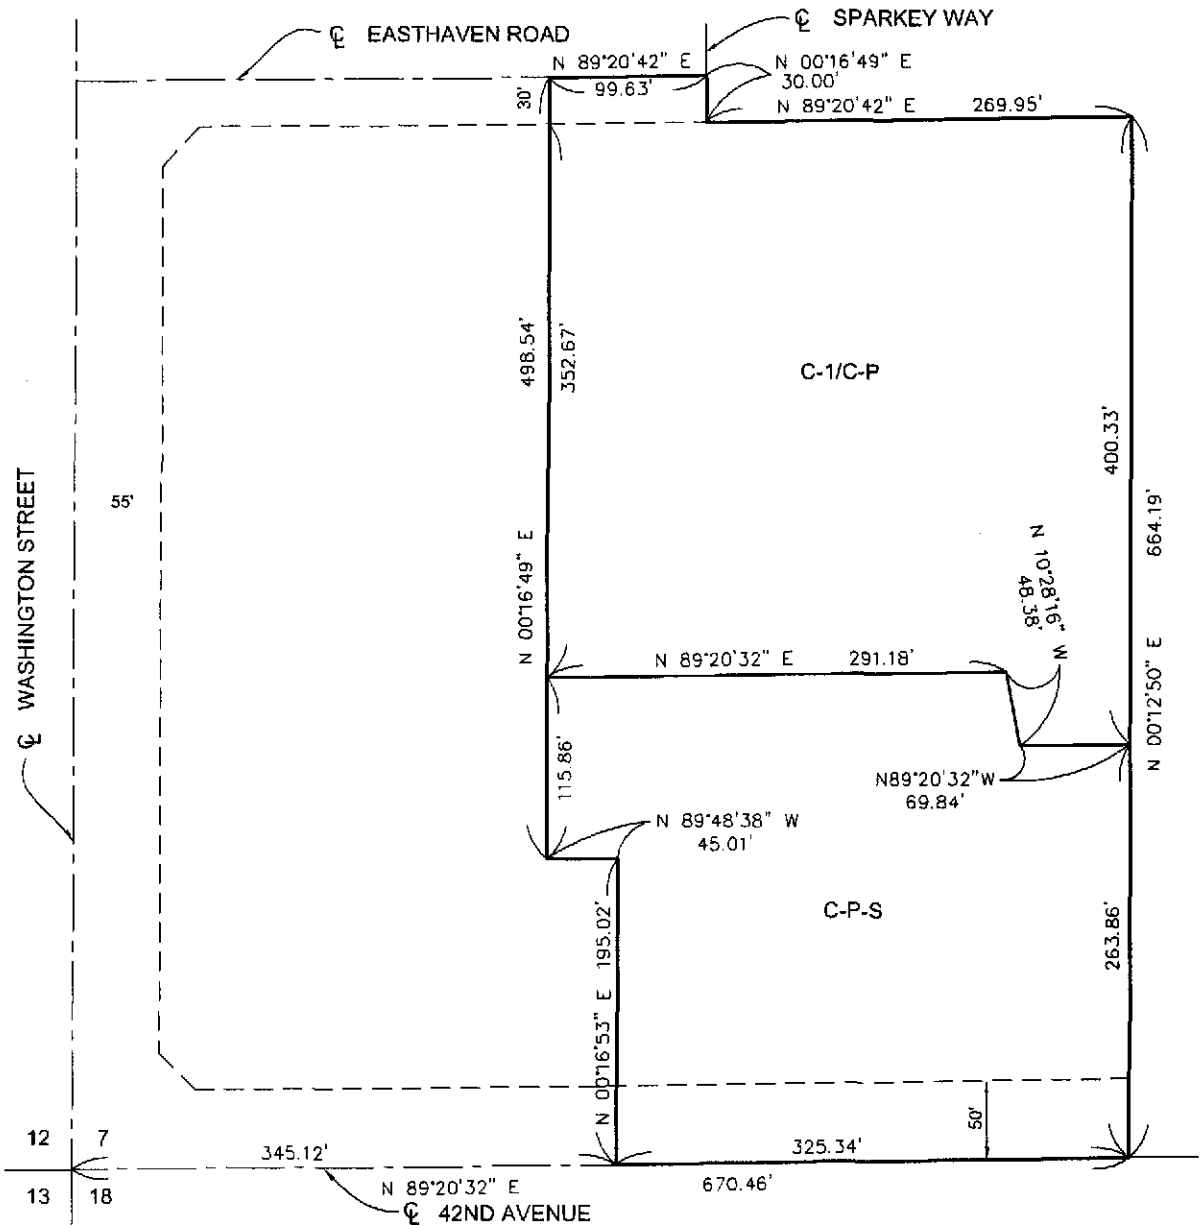 ℄ EASTHAVEN ROAD
℄ SPARKEY WAY
N 89°20'42" E
99.63'
N 00°16'49" E
30.00'
30'
N 89°20'42" E 269.95'
498.54'
352.67'
N 00°16'49" E
C-1/C-P
400.33'
664.19'
N 00°12'50" E
55'
℄ WASHINGTON STREET
N 10°28'16" W
48.38'
N 89°20'32" E 291.18'
115.86'
N89°20'32"W
69.84'
N 89°48'38" W
45.01'
C-P-S
263.86'
N 00°16'53" E 195.02'
50'
12 7
13 18
345.12'
325.34'
N 89°20'32" E 670.46'
℄ 42ND AVENUE